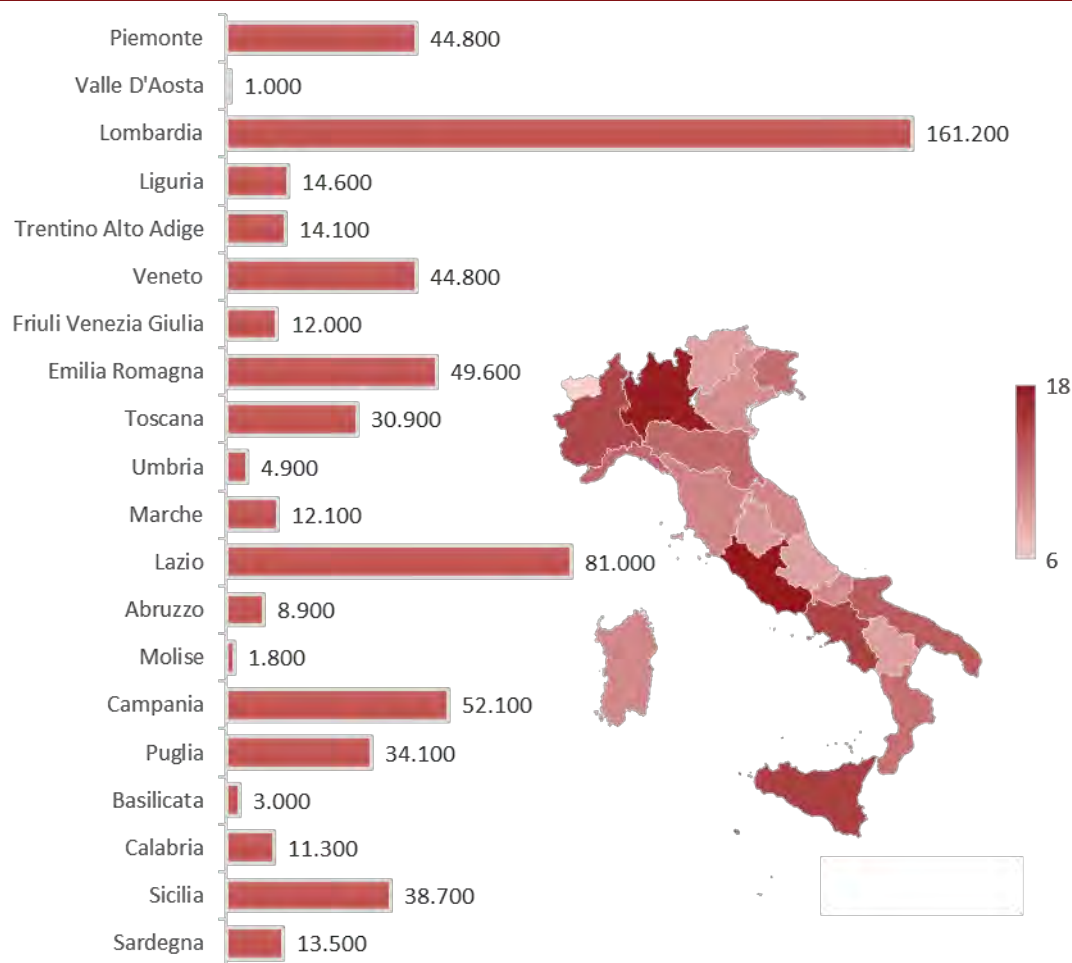 Piemonte 44.800
Valle D'Aosta 1.000
Lombardia 161.200
Liguria 14.600
Trentino Alto Adige 14.100
Veneto 44.800
Friuli Venezia Giulia 12.000
Emilia Romagna 49.600
Toscana 30.900
Umbria 4.900
Marche 12.100
Lazio 81.000
Abruzzo 8.900
Molise 1.800
Campania 52.100
Puglia 34.100
Basilicata 3.000
Calabria 11.300
Sicilia 38.700
Sardegna 13.500
18
6